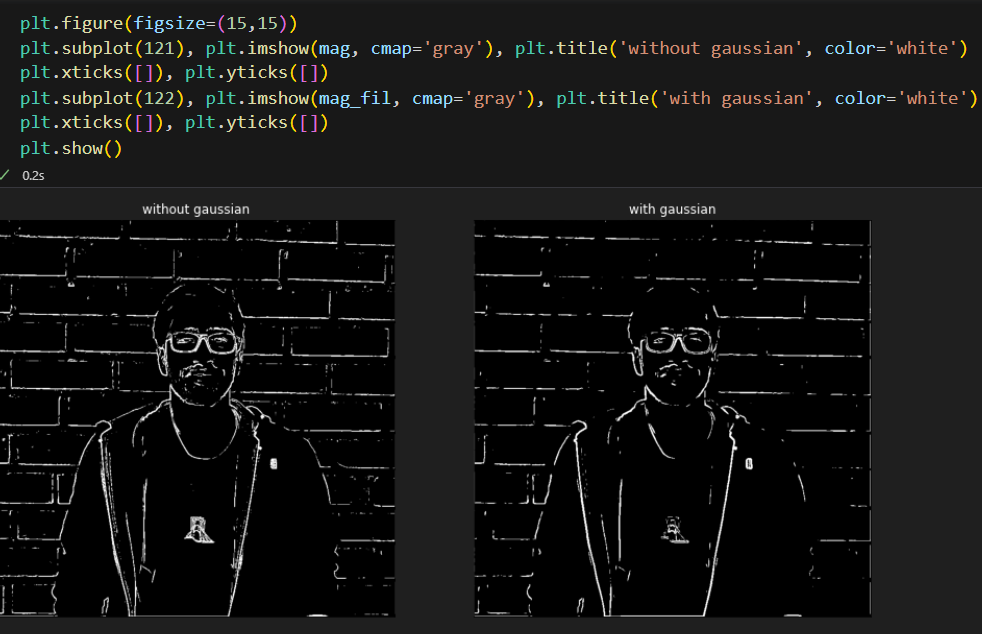 plt.figure(figsize=(15,15))
plt.subplot(121), plt.imshow(mag, cmap='gray'), plt.title('without gaussian', color='white')
plt.xticks([]), plt.yticks([])
plt.subplot(122), plt.imshow(mag_fil, cmap='gray'), plt.title('with gaussian', color='white')
plt.xticks([]), plt.yticks([])
plt.show()
0.2s
without gaussian
with gaussian